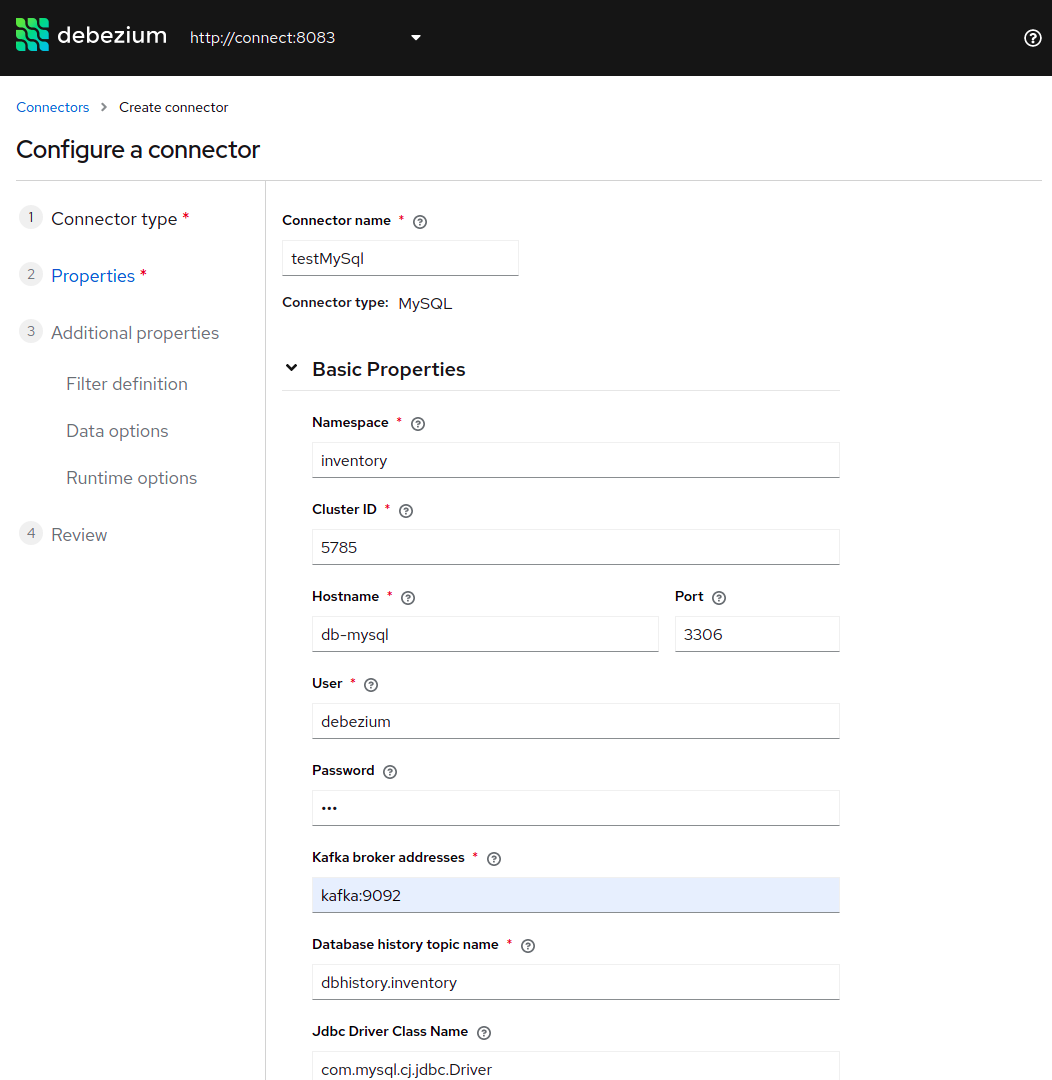 debezium http://connect:8083
Connectors > Create connector
Configure a connector
1 Connector type *
2 Properties *
3 Additional properties
Filter definition
Data options
Runtime options
4 Review
Connector name *
testMySql
Connector type: MySQL
Basic Properties
Namespace *
inventory
Cluster ID *
5785
Hostname *
db-mysql
Port
3306
User *
debezium
Password
•••
Kafka broker addresses *
kafka:9092
Database history topic name *
dbhistory.inventory
Jdbc Driver Class Name
com.mysql.cj.jdbc.Driver